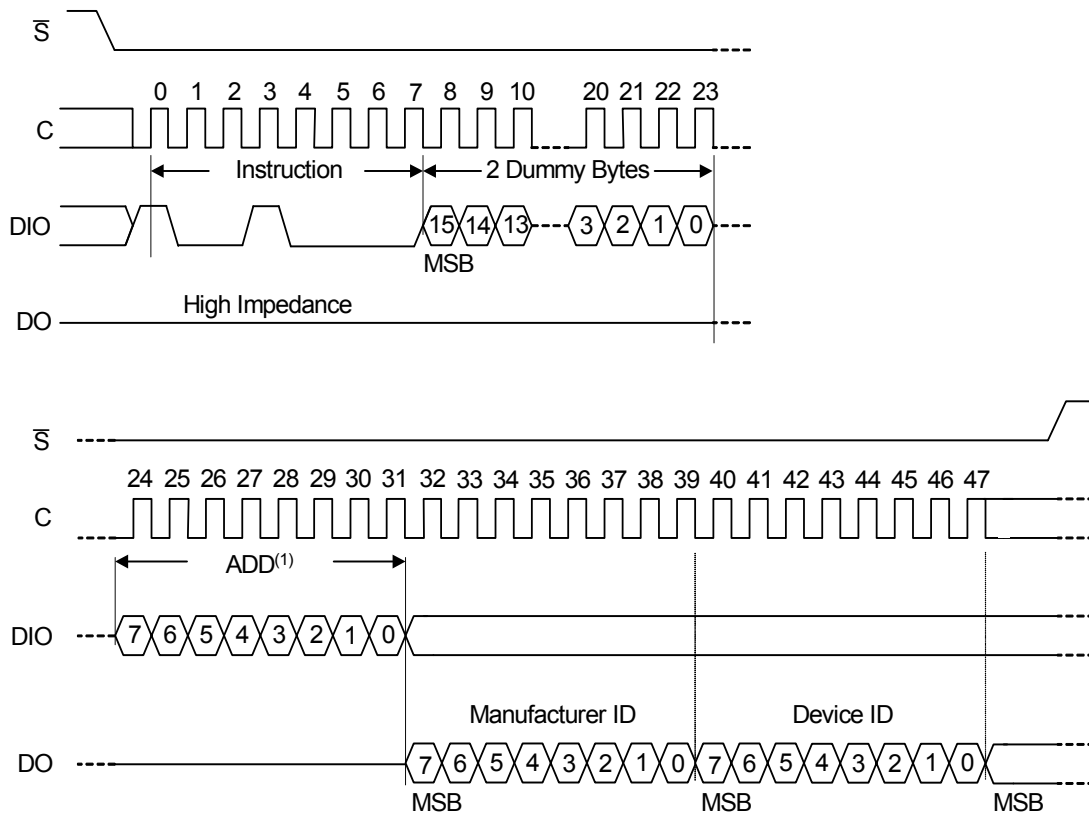 S̅
0 1 2 3 4 5 6 7 8 9 10 20 21 22 23
C
Instruction 2 Dummy Bytes
DIO 15 14 13 3 2 1 0
MSB
High Impedance
DO
S̅
24 25 26 27 28 29 30 31 32 33 34 35 36 37 38 39 40 41 42 43 44 45 46 47
C
ADD(1)
DIO 7 6 5 4 3 2 1 0
Manufacturer ID Device ID
DO 7 6 5 4 3 2 1 0 7 6 5 4 3 2 1 0
MSB MSB MSB